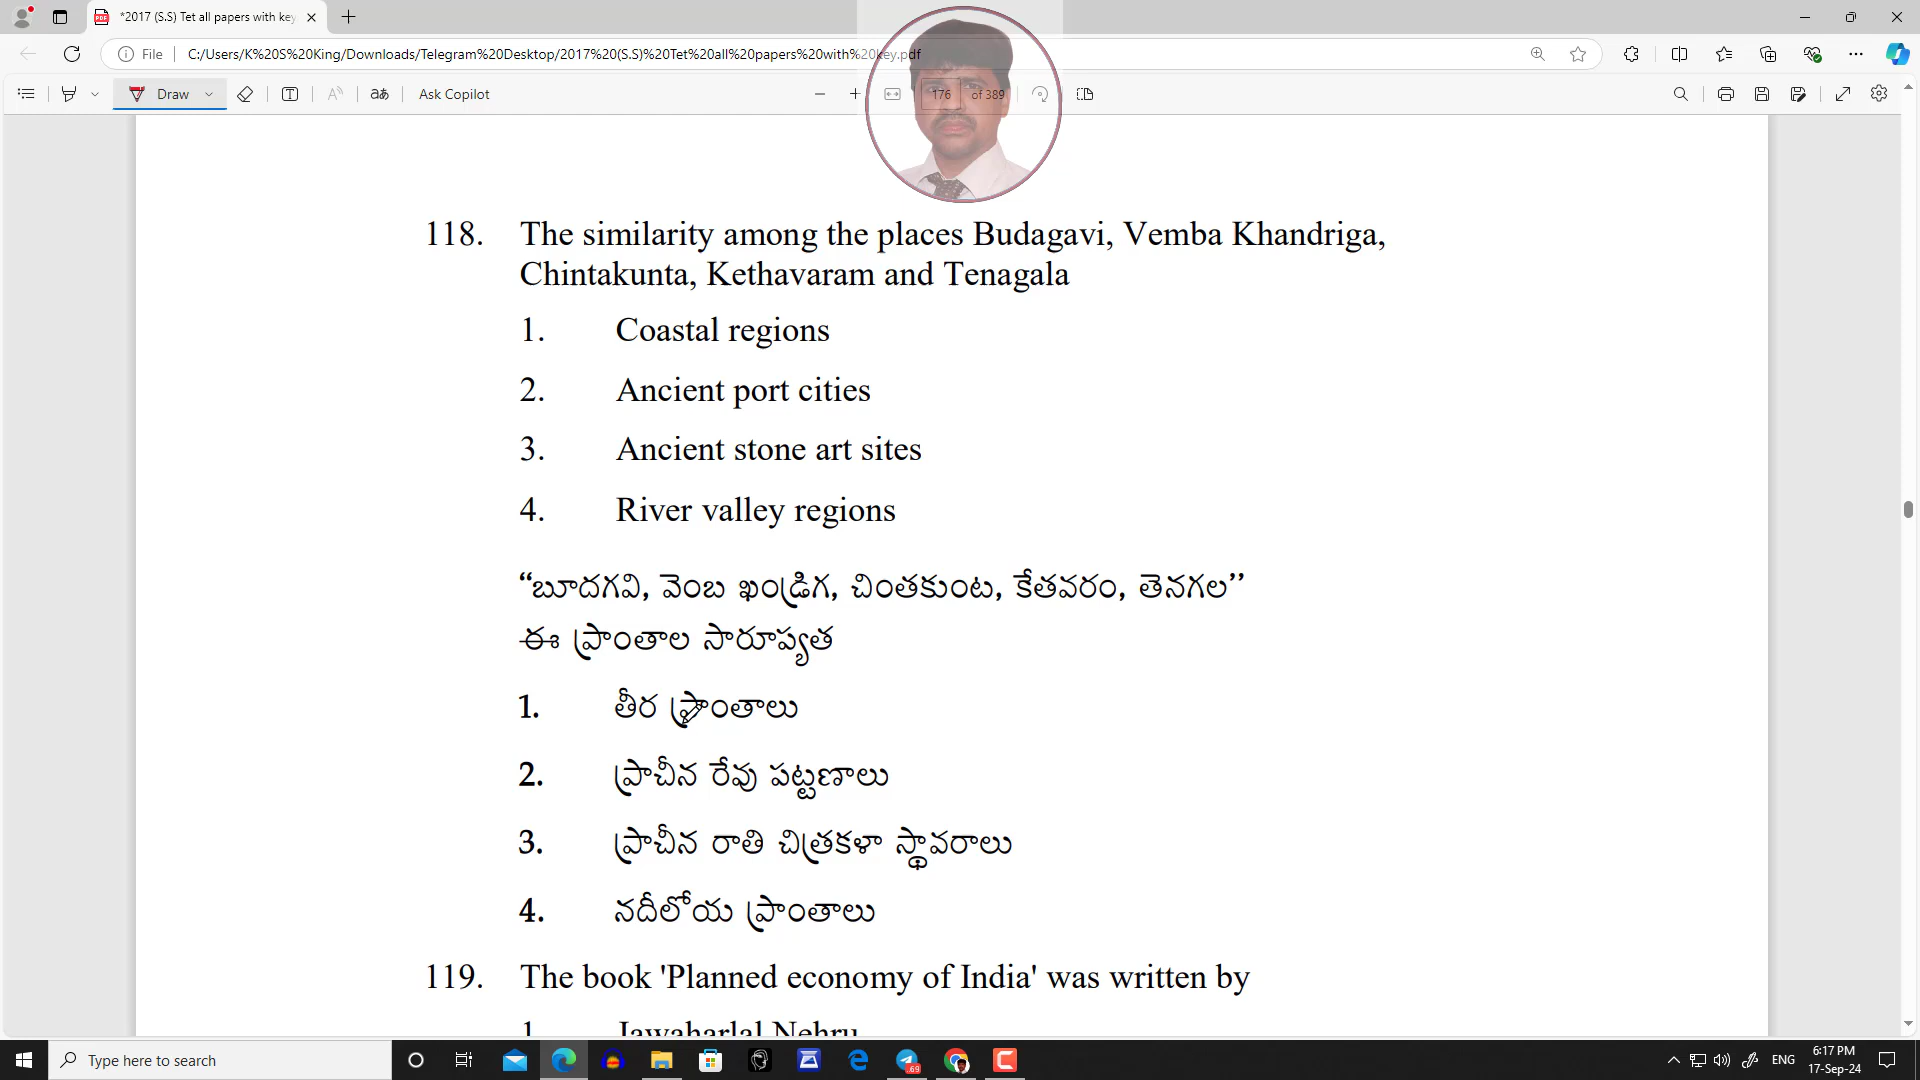 *2017 (S.S) Tet all papers with key
File
C:/Users/K%20S%20King/Downloads/Telegram%20Desktop/2017%20(S.S)%20Tet%20all%20papers%20with%20key.pdf
Draw
Ask Copilot
176 of 389
118. The similarity among the places Budagavi, Vemba Khandriga,
Chintakunta, Kethavaram and Tenagala
1. Coastal regions
2. Ancient port cities
3. Ancient stone art sites
4. River valley regions
“బూదగవి, వెంబ ఖండ్రిగ, చింతకుంట, కేతవరం, తెనగల”
ఈ ప్రాంతాల సారూప్యత
1. తీర ప్రాంతాలు
2. ప్రాచీన రేవు పట్టణాలు
3. ప్రాచీన రాతి చిత్రకళా స్థావరాలు
4. నదీలోయ ప్రాంతాలు
119. The book 'Planned economy of India' was written by
1. Jawaharlal Nehru
Type here to search
69
ENG
6:17 PM
17-Sep-24